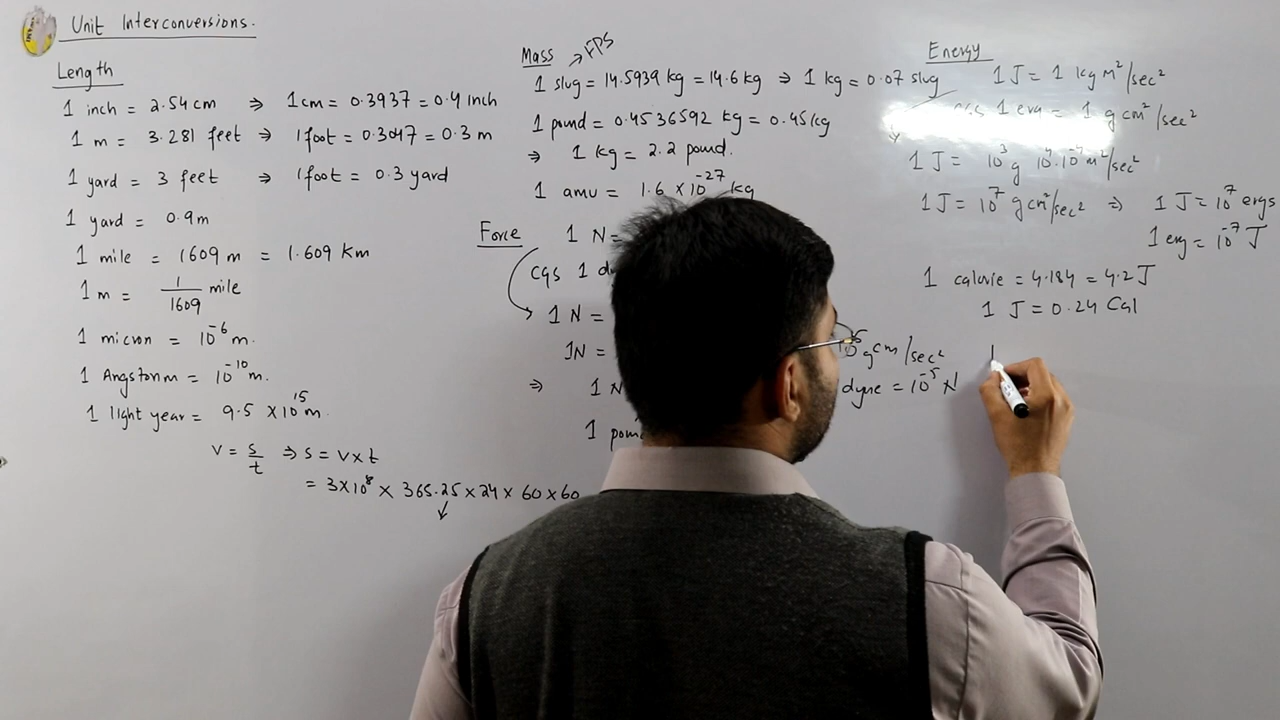 Unit Interconversions.
Length
1 inch = 2.54 cm ⇒ 1 cm = 0.3937 = 0.4 inch
1 m = 3.281 feet ⇒ 1 foot = 0.3047 = 0.3 m
1 yard = 3 feet ⇒ 1 foot = 0.3 yard
1 yard = 0.9 m
1 mile = 1609 m = 1.609 Km
1 m = 1/1609 mile
1 micron = 10⁻⁶ m.
1 Angstonm = 10⁻¹⁰ m.
1 light year = 9.5 × 10¹⁵ m.
v = s/t ⇒ s = v × t
= 3×10⁸ × 365.25 × 24 × 60 × 60
↓
Mass → FPS
1 slug = 14.5939 kg = 14.6 kg ⇒ 1 kg = 0.07 slug
1 pound = 0.4536592 kg = 0.45 kg
⇒ 1 kg = 2.2 pound.
1 amu = 1.6 × 10⁻²⁷ kg
Force
1 N =
cgs 1
1 N =
1N = g cm/sec²
⇒ 1 dyne = 10⁻⁵ N
1
Energy
1 J = 1 kg m²/sec²
cgs 1 erg = 1 g cm²/sec²
1 J = 10³ g 10⁴.10⁻⁴ m²/sec²
1 J = 10⁷ g cm²/sec² ⇒ 1 J = 10⁷ ergs
1 erg = 10⁻⁷ J
1 calorie = 4.184 = 4.2 J
1 J = 0.24 Cal